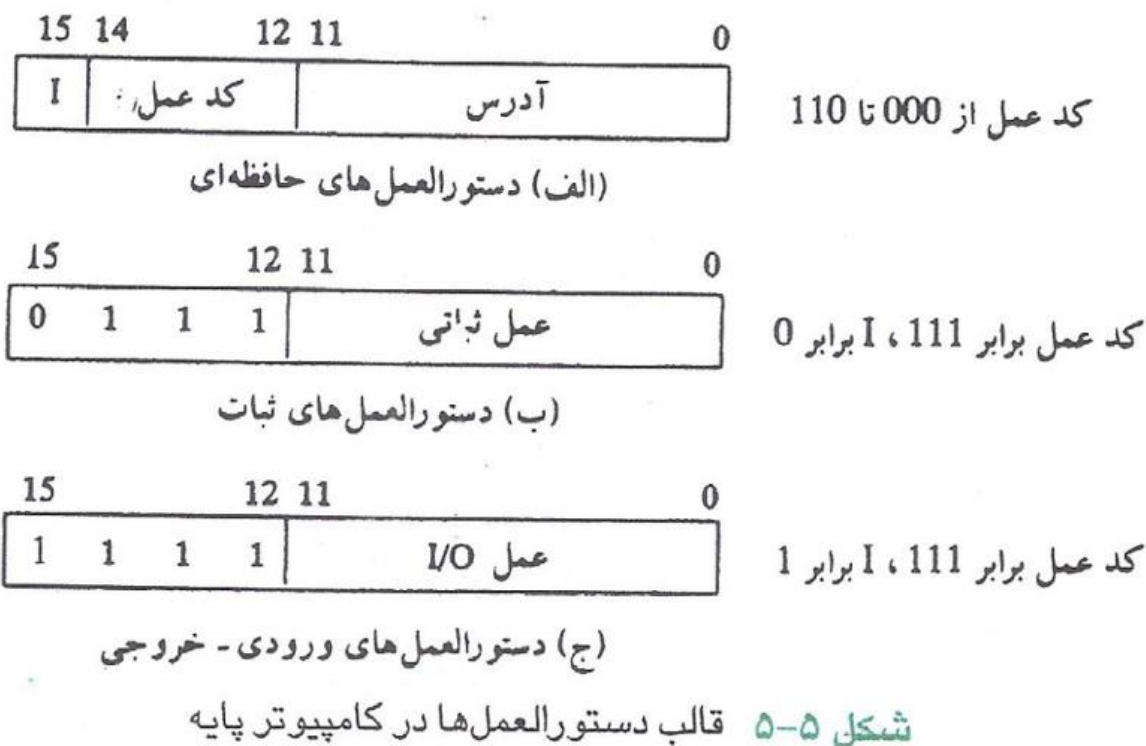 15 14 12 11 0
I کد عمل آدرس
کد عمل از 000 تا 110
(الف) دستورالعمل‌های حافظه‌ای
15 12 11 0
0 1 1 1 عمل ثباتی
کد عمل برابر 111 ، I برابر 0
(ب) دستورالعمل‌های ثبات
15 12 11 0
1 1 1 1 عمل I/O
کد عمل برابر 111 ، I برابر 1
(ج) دستورالعمل‌های ورودی - خروجی
شکل ۵-۵ قالب دستورالعمل‌ها در کامپیوتر پایه